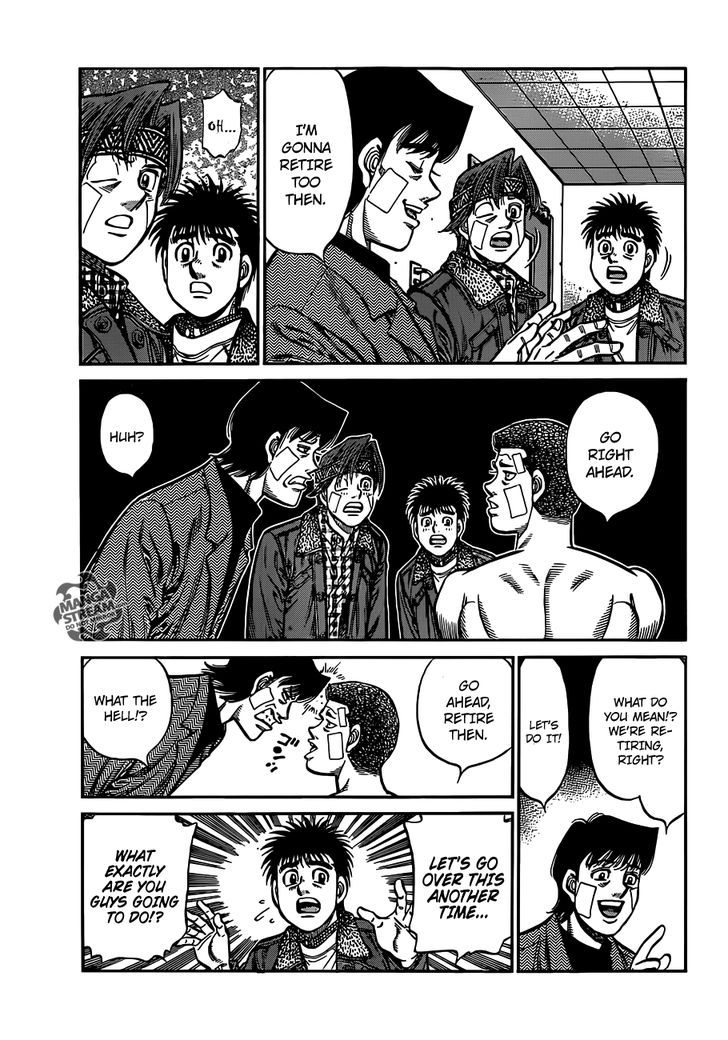 I'M
GONNA
RETIRE
TOO
THEN.
OH...
GO
RIGHT
AHEAD.
HUH?
MANGA
STREAM
WHAT DO
YOU MEAN!?
WE'RE RE-
TIRING,
RIGHT?
LET'S
DO IT!
GO
AHEAD,
RETIRE
THEN.
WHAT THE
HELL!?
LET'S GO
OVER THIS
ANOTHER
TIME...
WHAT
EXACTLY
ARE YOU
GUYS GOING
TO DO!?